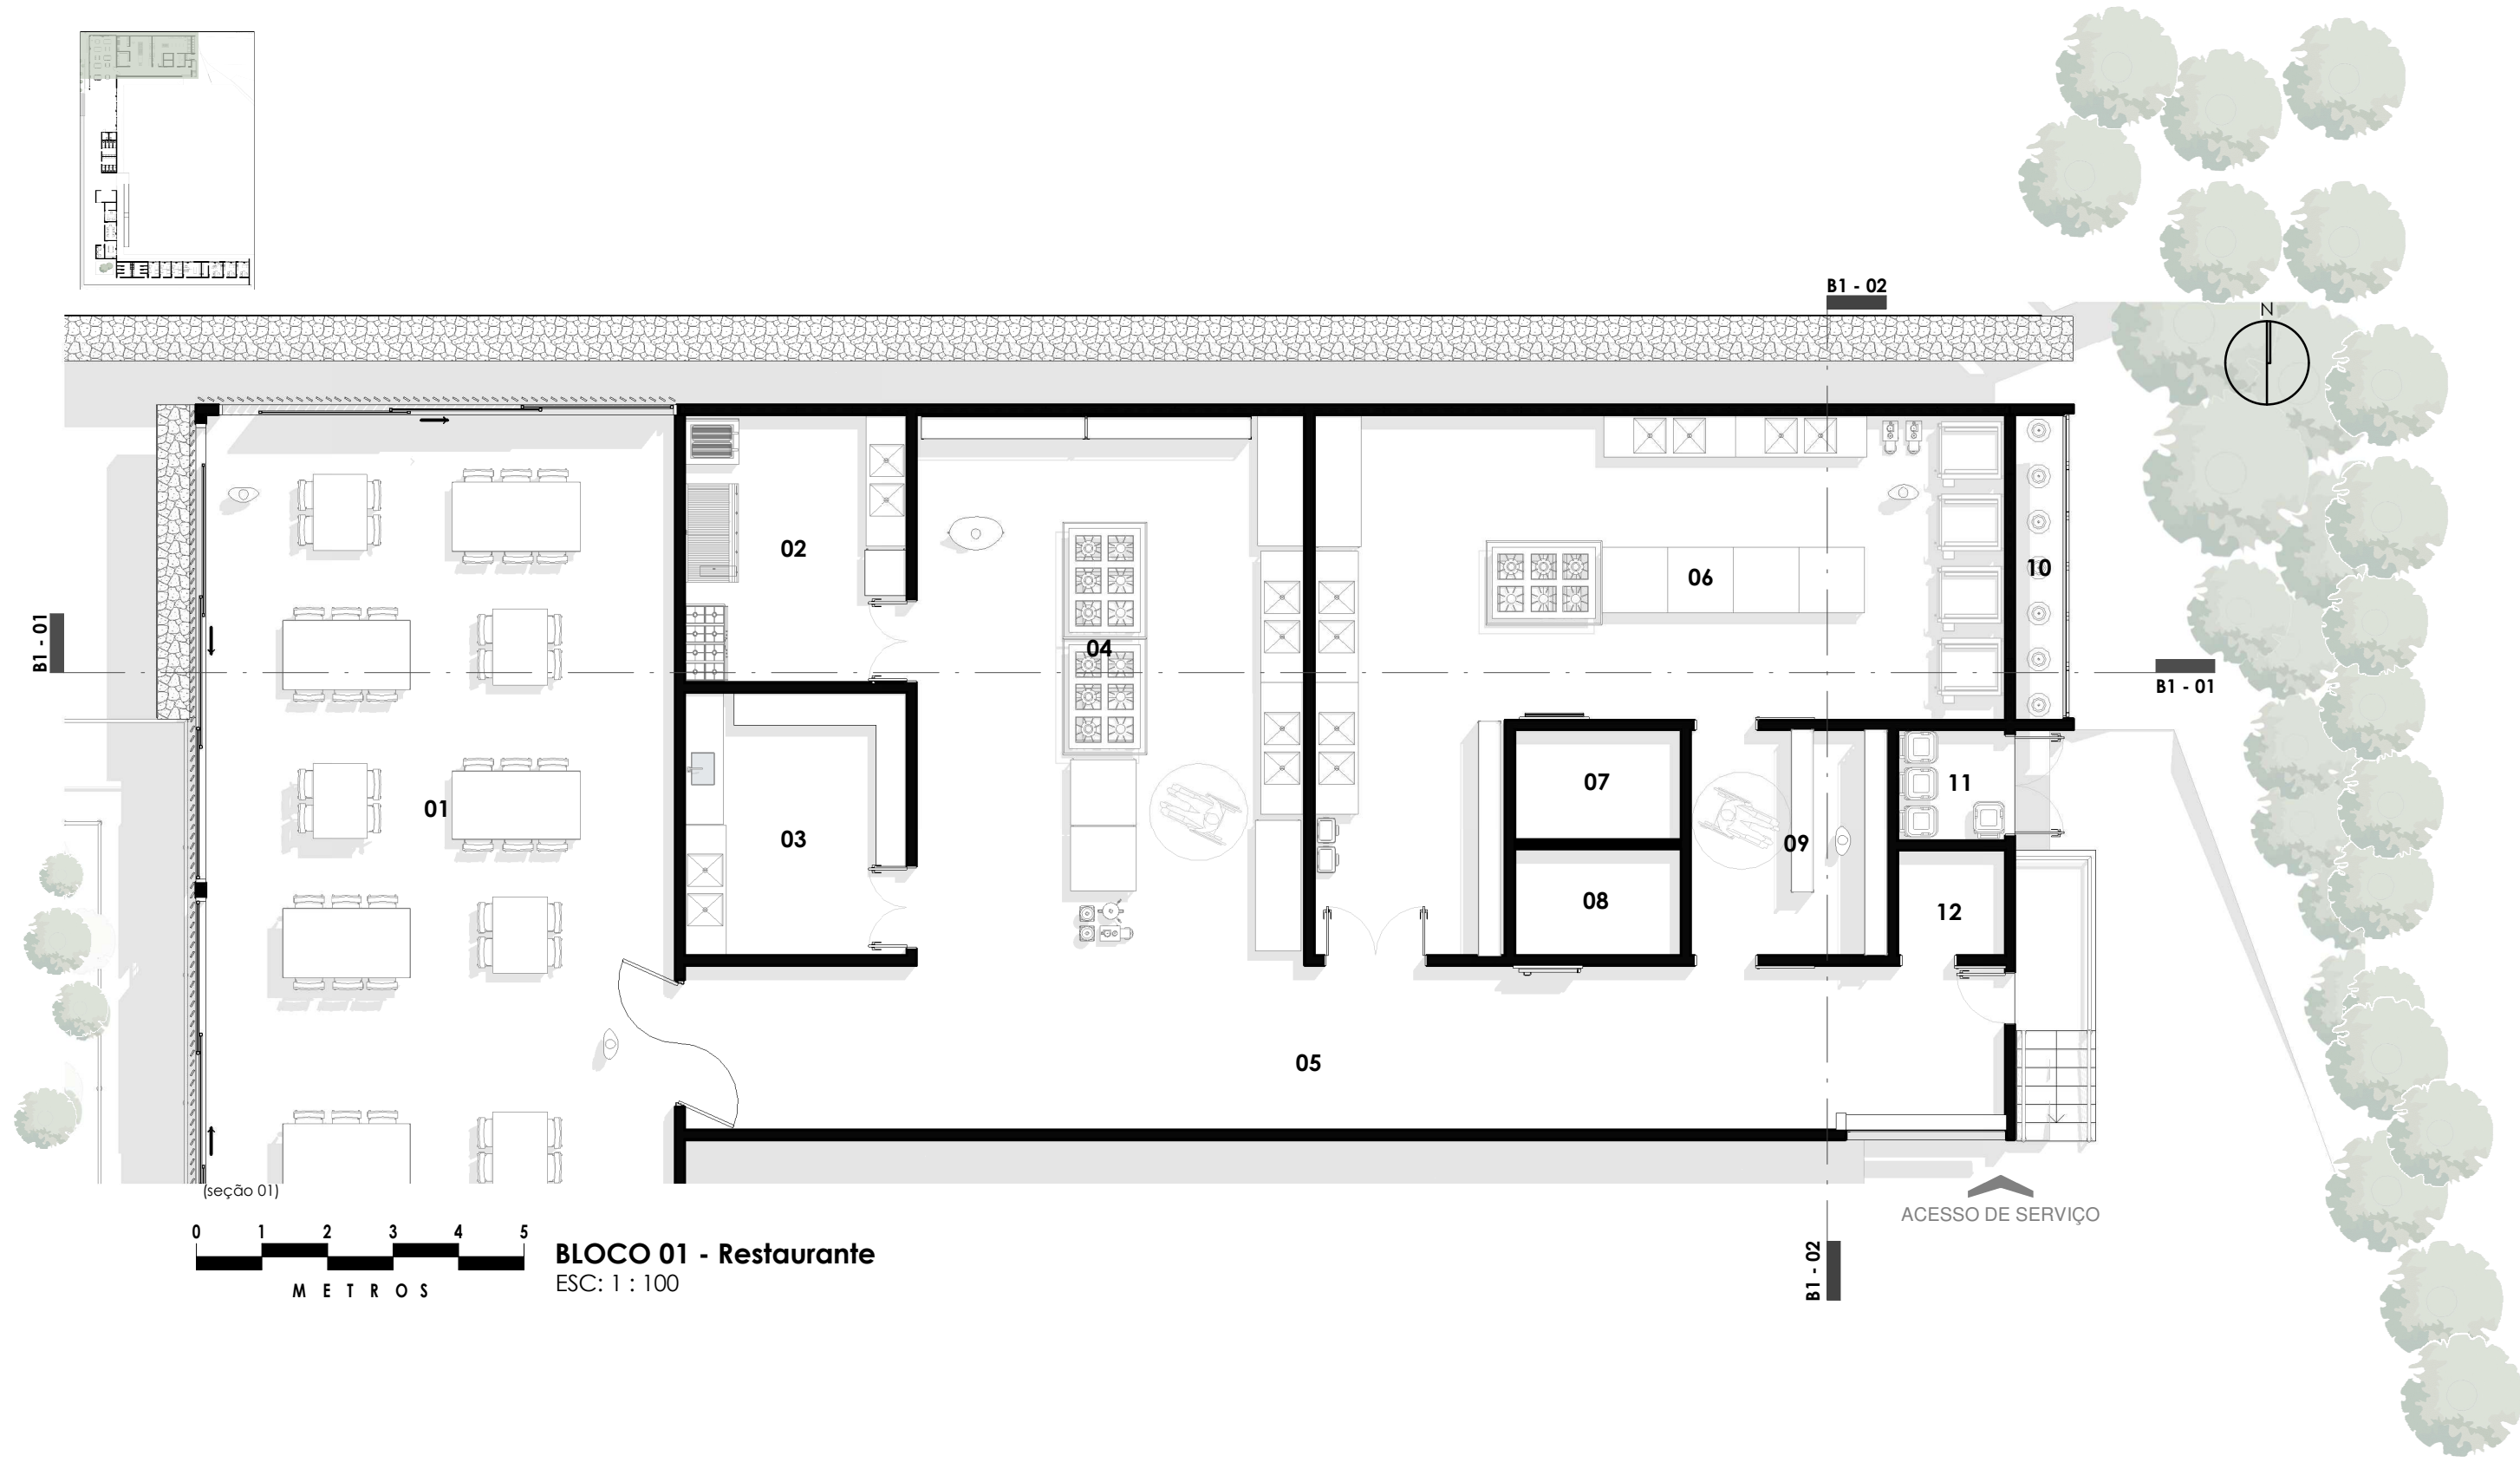 B1 - 02
N
B1 - 01
02
06
10
04
B1 - 01
07
11
01
03
09
08
12
05
(seção 01)
ACESSO DE SERVIÇO
0 1 2 3 4 5
METROS
BLOCO 01 - Restaurante
ESC: 1 : 100
B1 - 02